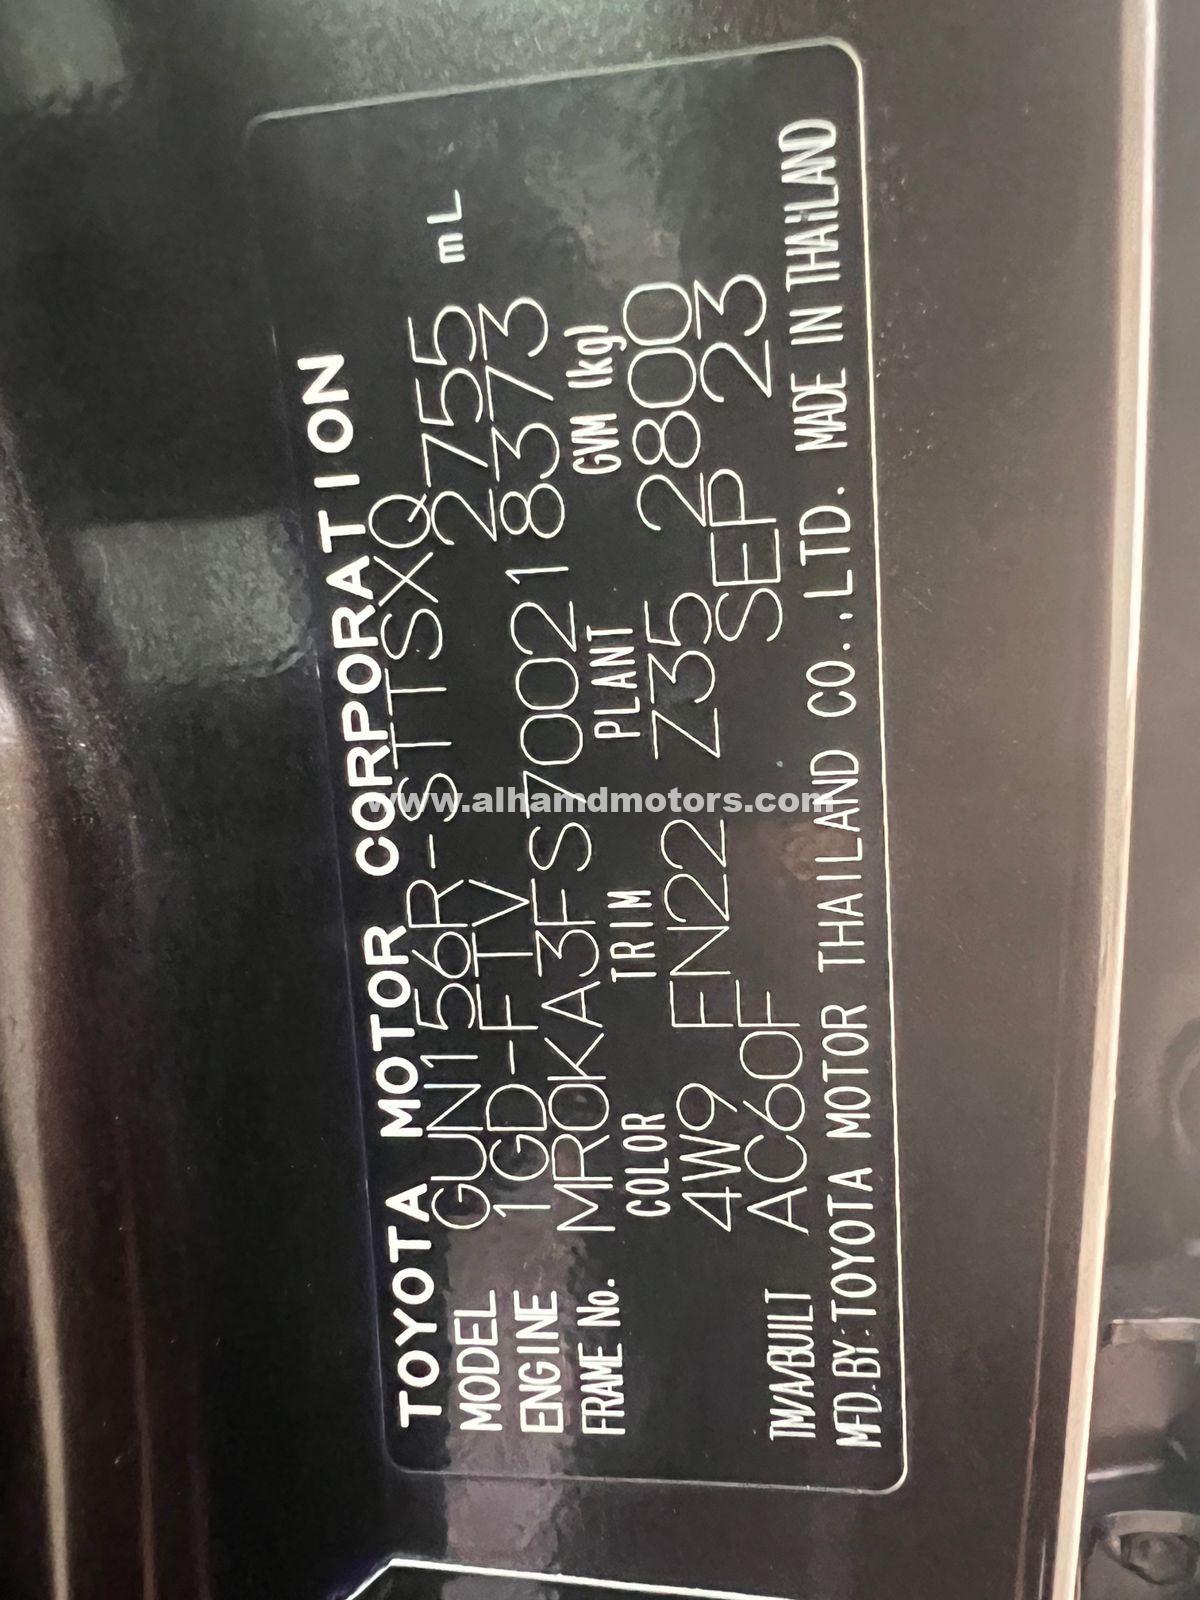 TOYOTA MOTOR CORPORATION
MODEL GUN156R-STTSXQ
ENGINE 1GD-FTV 2755 mL
FRAME No. MR0KA3FS700218373
COLOR TRIM PLANT GVM (kg)
4W9 FN22 Z35 2800
TM/A/BUILT AC60F SEP 23
MFD.BY:TOYOTA MOTOR THAILAND CO.,LTD. MADE IN THAILAND
www.alhamdmotors.com